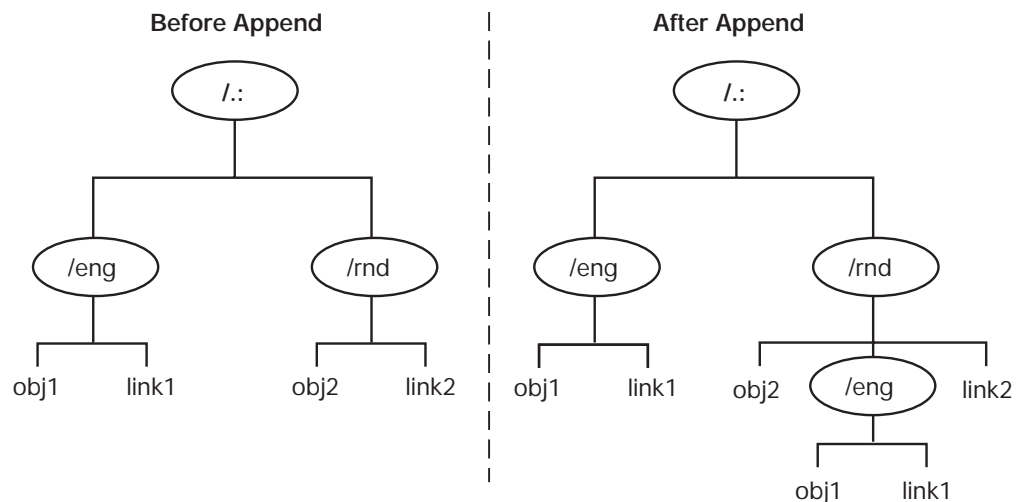 Before Append
After Append
/.:
/.:
/eng
/rnd
/eng
/rnd
obj1
link1
obj2
link2
obj1
link1
obj2
/eng
link2
obj1
link1